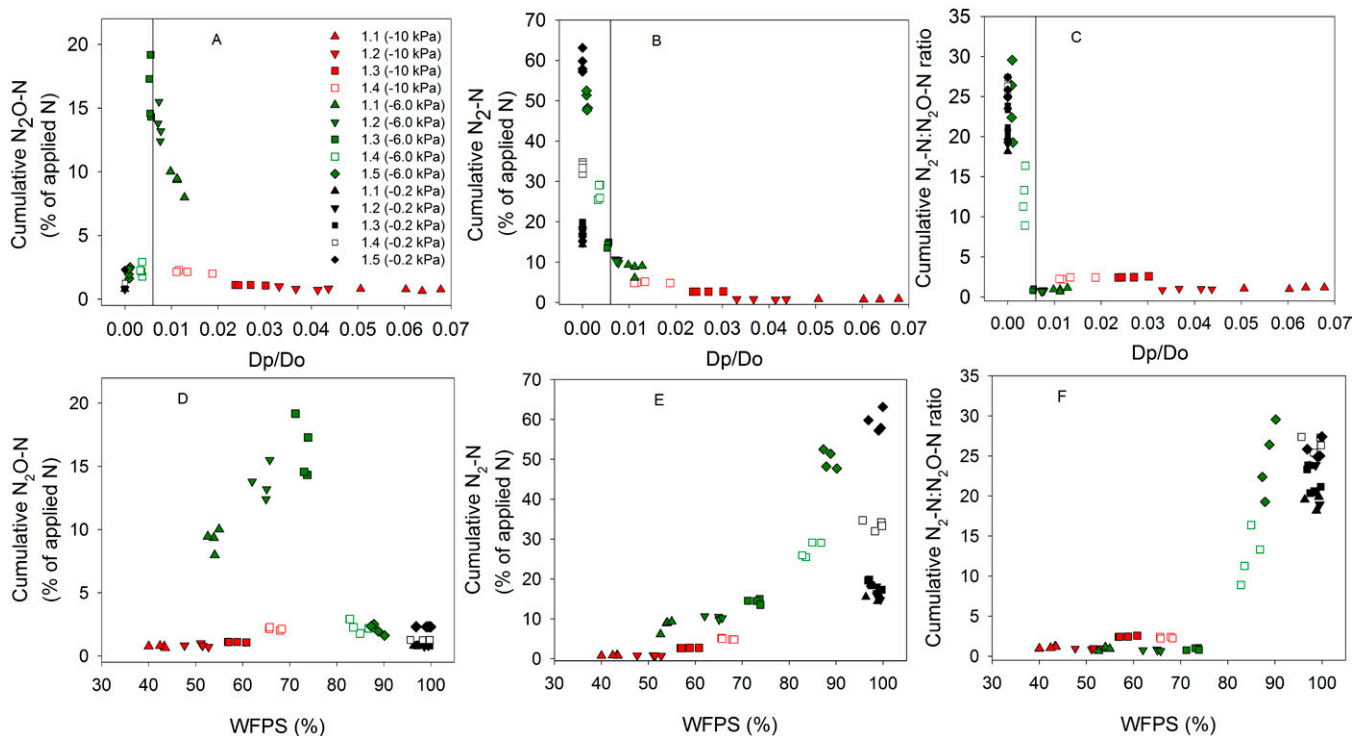 A
Cumulative N₂O-N
(% of applied N)
20
15
10
5
0
0.00 0.01 0.02 0.03 0.04 0.05 0.06 0.07
Dp/Do
1.1 (-10 kPa)
1.2 (-10 kPa)
1.3 (-10 kPa)
1.4 (-10 kPa)
1.1 (-6.0 kPa)
1.2 (-6.0 kPa)
1.3 (-6.0 kPa)
1.4 (-6.0 kPa)
1.5 (-6.0 kPa)
1.1 (-0.2 kPa)
1.2 (-0.2 kPa)
1.3 (-0.2 kPa)
1.4 (-0.2 kPa)
1.5 (-0.2 kPa)
B
Cumulative N₂-N
(% of applied N)
70
60
50
40
30
20
10
0
0.00 0.01 0.02 0.03 0.04 0.05 0.06 0.07
Dp/Do
C
Cumulative N₂-N:N₂O-N ratio
35
30
25
20
15
10
5
0
0.00 0.01 0.02 0.03 0.04 0.05 0.06 0.07
Dp/Do
D
Cumulative N₂O-N
(% of applied N)
20
15
10
5
0
30 40 50 60 70 80 90 100
WFPS (%)
E
Cumulative N₂-N
(% of applied N)
70
60
50
40
30
20
10
0
30 40 50 60 70 80 90 100
WFPS (%)
F
Cumulative N₂-N:N₂O-N ratio
35
30
25
20
15
10
5
0
30 40 50 60 70 80 90 100
WFPS (%)